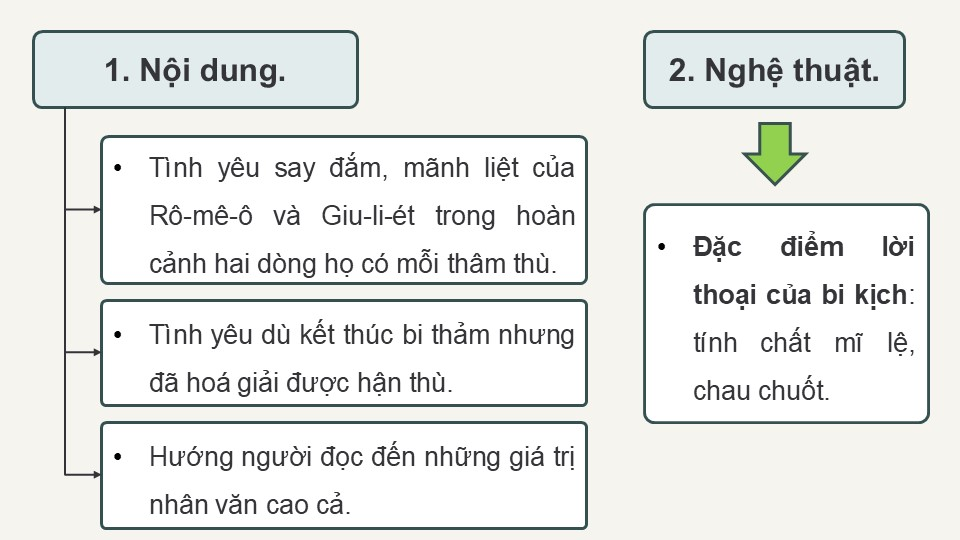 1. Nội dung.
• Tình yêu say đắm, mãnh liệt của
Rô-mê-ô và Giu-li-ét trong hoàn
cảnh hai dòng họ có mỗi thâm thù.
• Tình yêu dù kết thúc bi thảm nhưng
đã hoá giải được hận thù.
• Hướng người đọc đến những giá trị
nhân văn cao cả.
2. Nghệ thuật.
• Đặc điểm lời
thoại của bi kịch:
tính chất mĩ lệ,
chau chuốt.